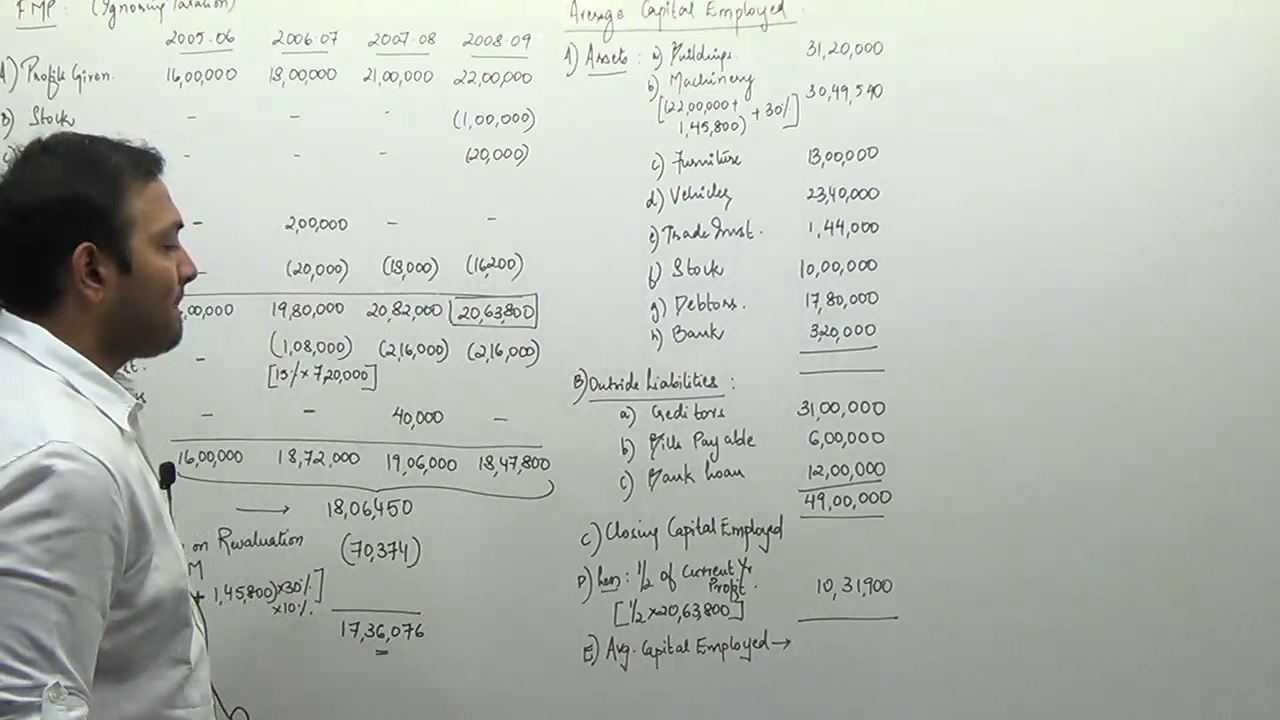 FMP: (Ignoring Taxation)
2005.06 2006.07 2007.08 2008.09
A) Profit Given. 16,00,000 18,00,000 21,00,000 22,00,000
B) Stock - - - (1,00,000)
- - - (20,000)
- 2,00,000 - -
- (20,000) (18,000) (16,200)
,00,000 19,80,000 20,82,000 20,63,800
- (1,08,000) (2,16,000) (2,16,000)
[15% x 7,20,000]
- - 40,000 -
16,00,000 18,72,000 19,06,000 18,47,800
→ 18,06,450
on Revaluation (70,374)
M
+ 1,45,800) x30%]
x10%.
17,36,076
Average Capital Employed:
1) Assets: a) Buildings. 31,20,000
b) Machinery 30,49,540
[(22,00,000 +
1,45,800) + 30%]
c) Furniture 13,00,000
d) Vehicles 23,40,000
e) Trade Inst. 1,44,000
f) Stock 10,00,000
g) Debtors. 17,80,000
h) Bank 3,20,000
B) Outside Liabilities:
a) Creditors 31,00,000
b) Bills Payable 6,00,000
c) Bank Loan 12,00,000
49,00,000
C) Closing Capital Employed
D) Less: 1/2 of Current Yr
Profit. 10,31,900
[1/2 x 20,63,800]
E) Avg. Capital Employed →